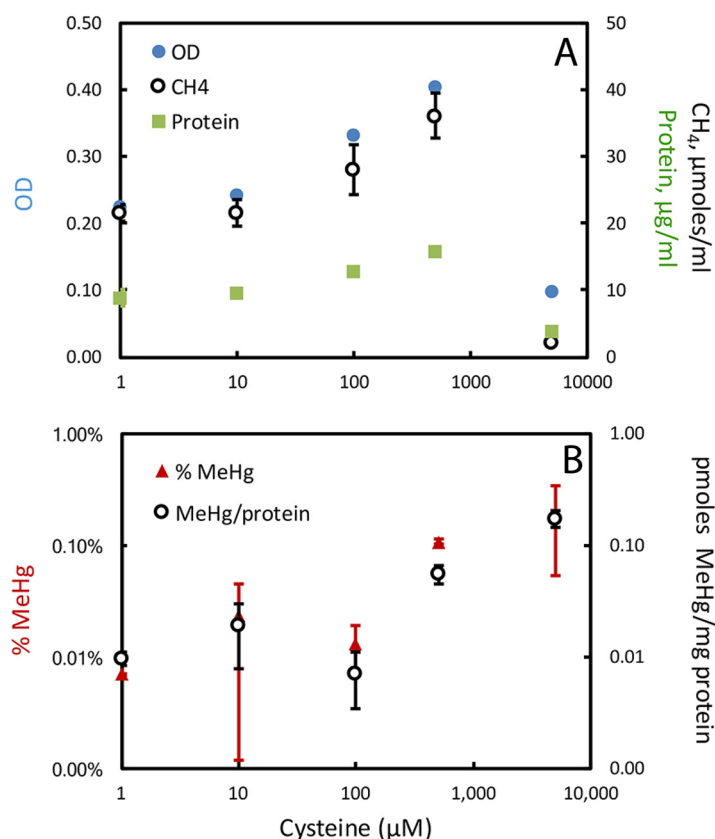 A
0.50
0.40
0.30
0.20
0.10
0.00
OD
OD
CH4
Protein
50
40
30
20
10
0
CH₄, μmoles/ml
Protein, μg/ml
1
10
100
1000
10000
B
1.00%
0.10%
0.01%
0.00%
% MeHg
% MeHg
MeHg/protein
1.00
0.10
0.01
0.00
pmoles MeHg/mg protein
1
10
100
1,000
10,000
Cysteine (μM)